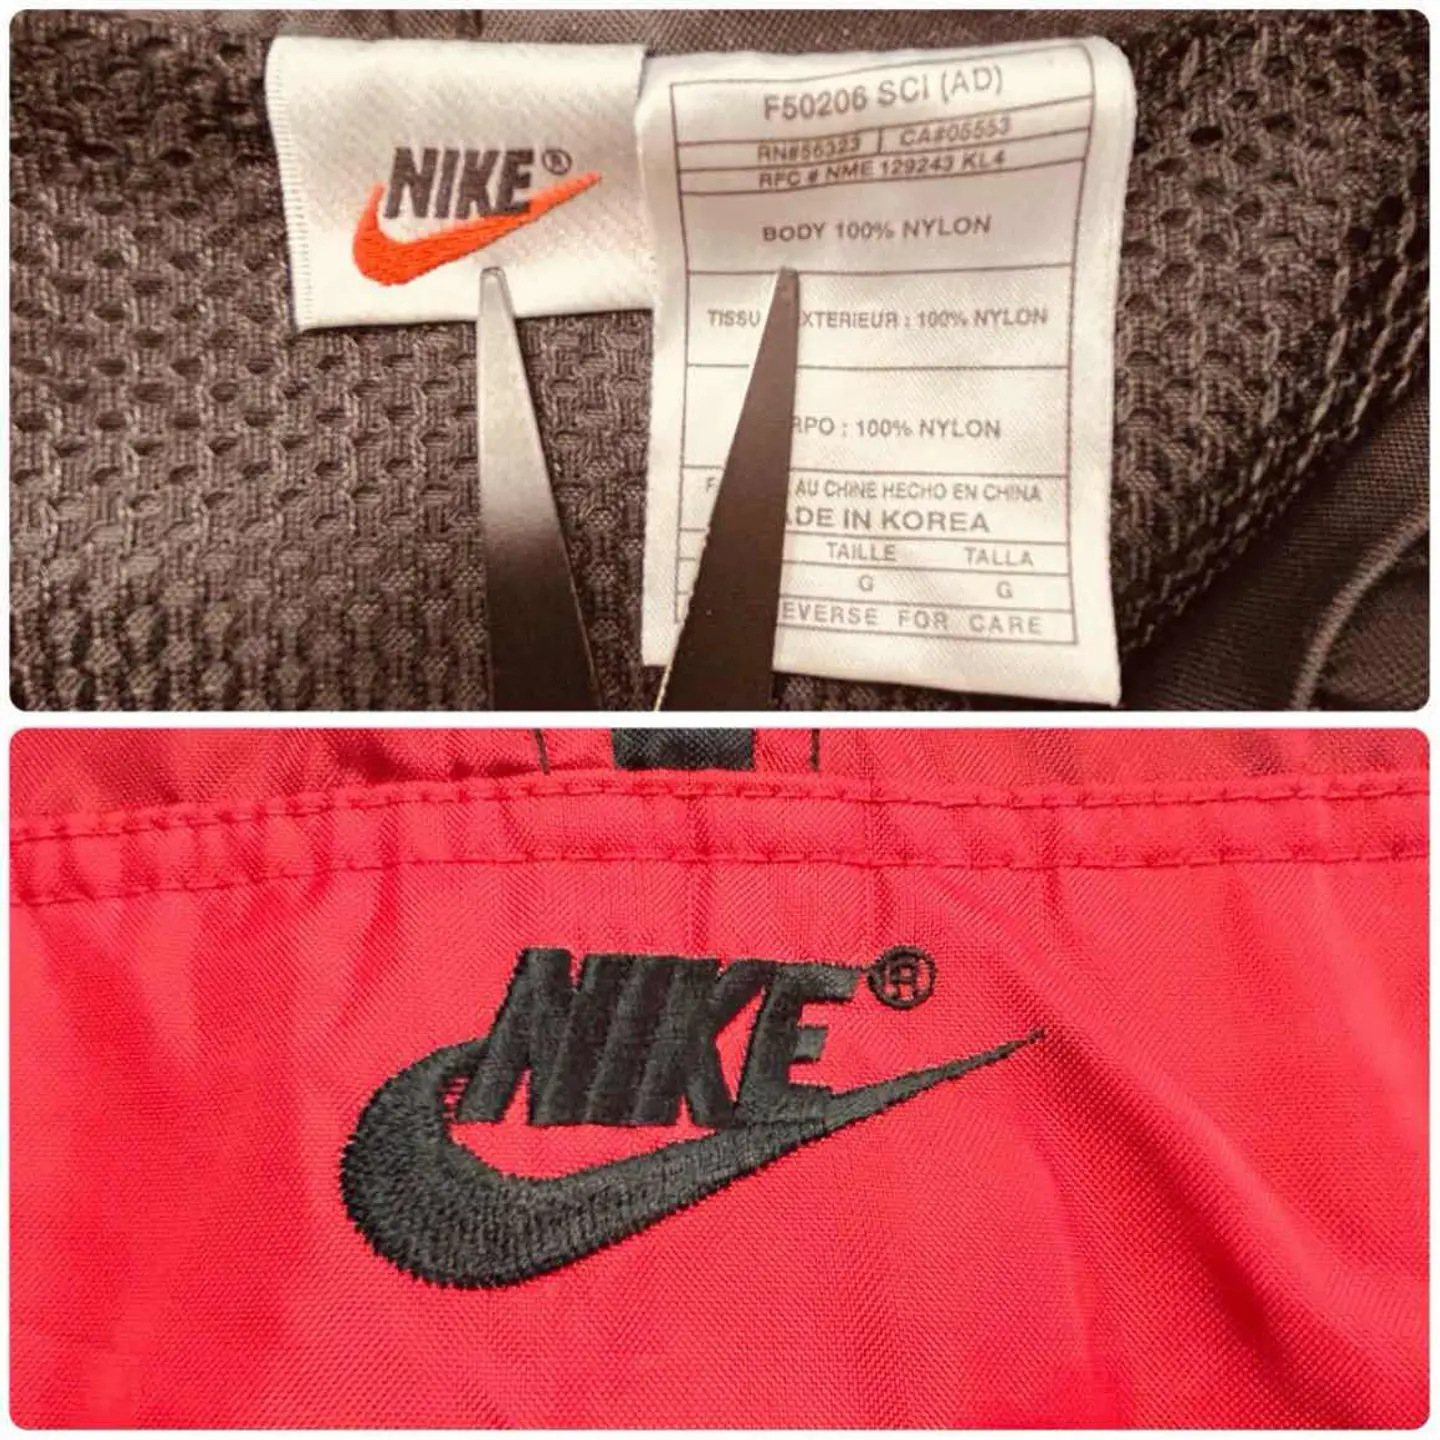 NIKE®
F50206 SCI (AD)
RN#56323 | CA#05553
RPC # NME 129243 KL4
BODY 100% NYLON
TISSU XTERIEUR : 100% NYLON
RPO : 100% NYLON
F AU CHINE HECHO EN CHINA
ADE IN KOREA
TAILLE TALLA
G G
EVERSE FOR CARE
NIKE®